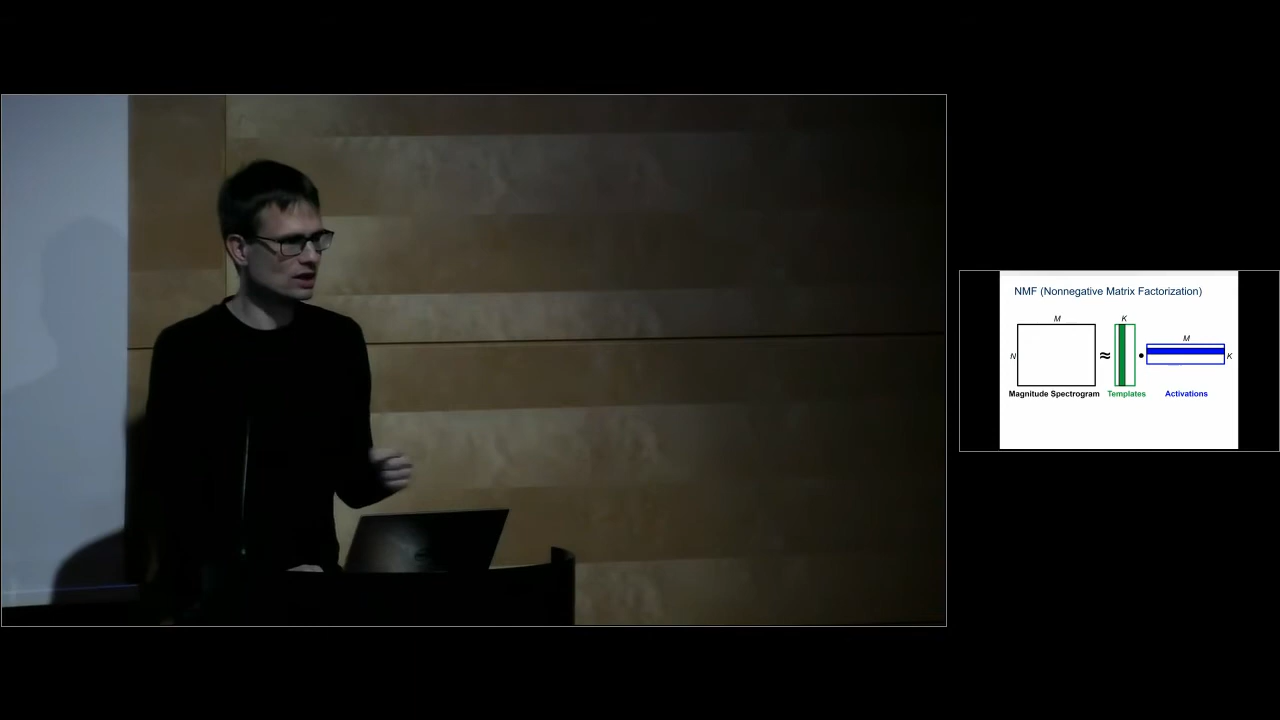 NMF (Nonnegative Matrix Factorization)
M
K
M
N
≈
K
Magnitude Spectrogram
Templates
Activations